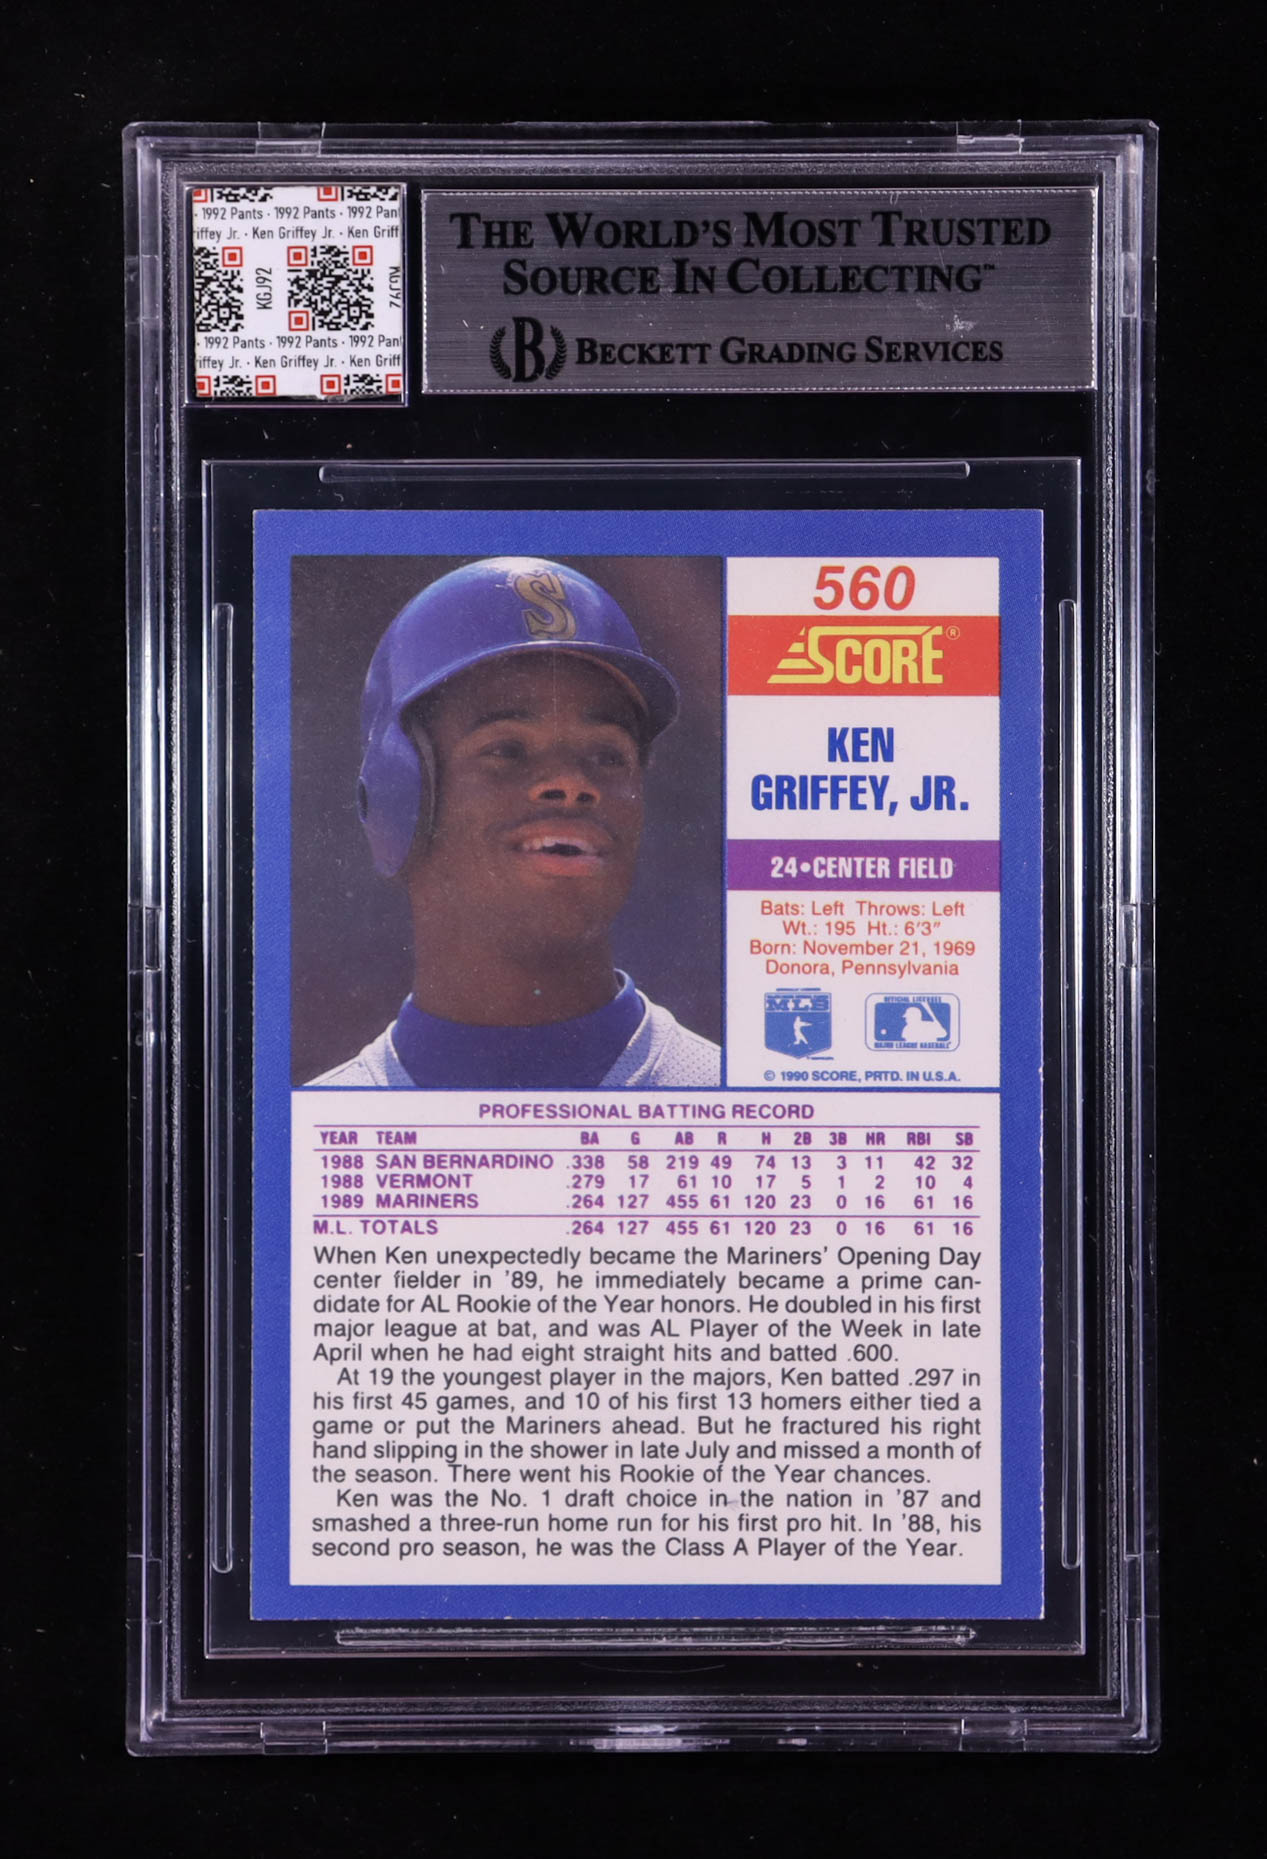 · 1992 Pants · 1992 Pants · 1992 Pan
iffey Jr. · Ken Griffey Jr. · Ken Griff
KGJ92
KGJ92
· 1992 Pants · 1992 Pants · 1992 Pan
iffey Jr. · Ken Griffey Jr. · Ken Griff
THE WORLD'S MOST TRUSTED
SOURCE IN COLLECTING™
B BECKETT GRADING SERVICES
S
560
SCORE®
KEN
GRIFFEY, JR.
24•CENTER FIELD
Bats: Left Throws: Left
Wt.: 195 Ht.: 6'3"
Born: November 21, 1969
Donora, Pennsylvania
MLB
OFFICIAL LICENSEE
MAJOR LEAGUE BASEBALL
© 1990 SCORE, PRTD. IN U.S.A.
PROFESSIONAL BATTING RECORD
YEAR TEAM BA G AB R H 2B 3B HR RBI SB
1988 SAN BERNARDINO .338 58 219 49 74 13 3 11 42 32
1988 VERMONT .279 17 61 10 17 5 1 2 10 4
1989 MARINERS .264 127 455 61 120 23 0 16 61 16
M.L. TOTALS .264 127 455 61 120 23 0 16 61 16
When Ken unexpectedly became the Mariners' Opening Day
center fielder in '89, he immediately became a prime can-
didate for AL Rookie of the Year honors. He doubled in his first
major league at bat, and was AL Player of the Week in late
April when he had eight straight hits and batted .600.
At 19 the youngest player in the majors, Ken batted .297 in
his first 45 games, and 10 of his first 13 homers either tied a
game or put the Mariners ahead. But he fractured his right
hand slipping in the shower in late July and missed a month of
the season. There went his Rookie of the Year chances.
Ken was the No. 1 draft choice in the nation in '87 and
smashed a three-run home run for his first pro hit. In '88, his
second pro season, he was the Class A Player of the Year.